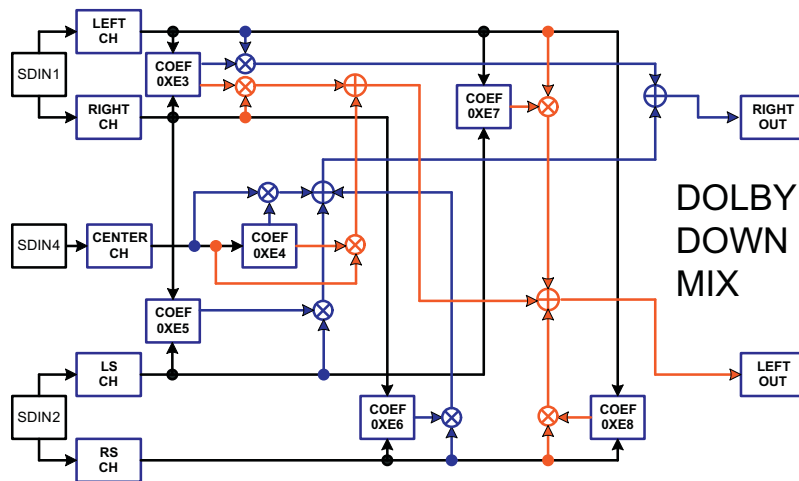 LEFT
CH
SDIN1
COEF
0XE3
COEF
0XE7
RIGHT
CH
RIGHT
OUT
DOLBY
DOWN
MIX
SDIN4
CENTER
CH
COEF
0XE4
COEF
0XE5
LS
CH
LEFT
OUT
SDIN2
COEF
0XE6
COEF
0XE8
RS
CH